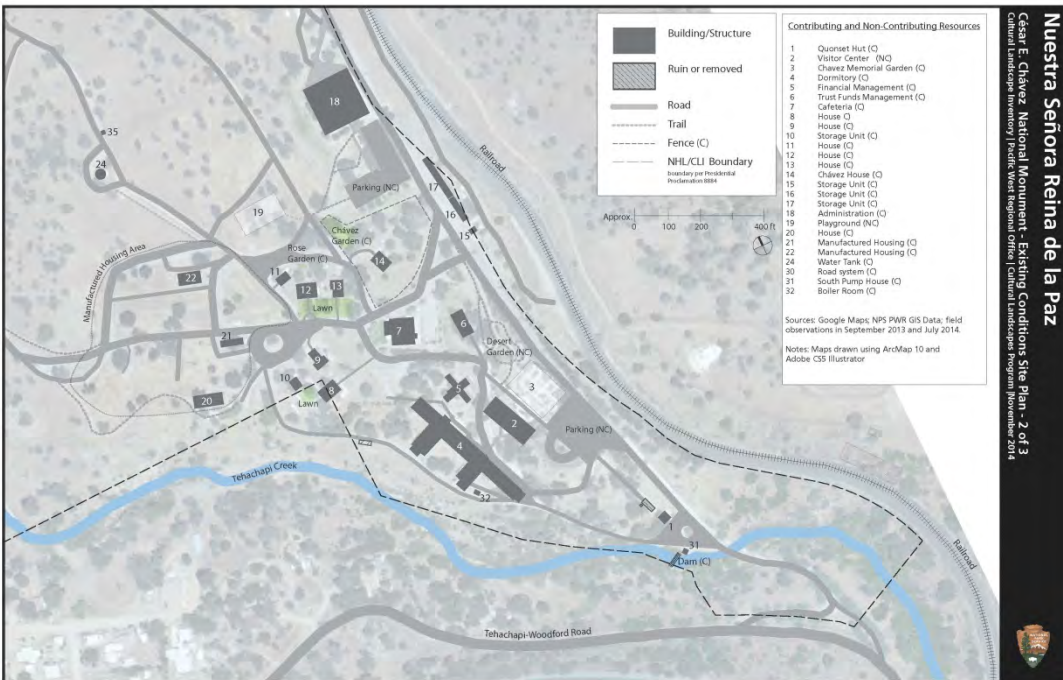 Nuestra Señora Reina de la Paz
César E. Chávez National Monument - Existing Conditions Site Plan - 2 of 3
Cultural Landscape Inventory | Pacific West Regional Office | Cultural Landscapes Program |November 2014
Building/Structure
Ruin or removed
Road
Trail
Fence (C)
NHL/CLI Boundary
boundary per Presidential
Proclamation 8884
Approx.
0 100 200 400 ft
Contributing and Non-Contributing Resources
1 Quonset Hut (C)
2 Visitor Center (NC)
3 Chavez Memorial Garden (C)
4 Dormitory (C)
5 Financial Management (C)
6 Trust Funds Management (C)
7 Cafeteria (C)
8 House C)
9 House (C)
10 Storage Unit (C)
11 House (C)
12 House (C)
13 House (C)
14 Chávez House (C)
15 Storage Unit (C)
16 Storage Unit (C)
17 Storage Unit (C)
18 Administration (C)
19 Playground (NC)
20 House (C)
21 Manufactured Housing (C)
22 Manufactured Housing (C)
24 Water Tank (C)
30 Road system (C)
31 South Pump House (C)
32 Boiler Room (C)
Sources: Google Maps; NPS PWR GIS Data; field
observations in September 2013 and July 2014.
Notes: Maps drawn using ArcMap 10 and
Adobe CS5 Illustrator
18
35
24
Railroad
17
Parking (NC)
16
15
19
Chávez
Garden (C)
Rose
Garden (C)
14
Manufactured Housing Area
22
11
12
13
Lawn
7
6
21
Desert
Garden (NC)
9
3
10
8
5
20
Lawn
2
Parking (NC)
4
Tehachapi Creek
32
1
31
Dam (C)
Railroad
Tehachapi-Woodford Road